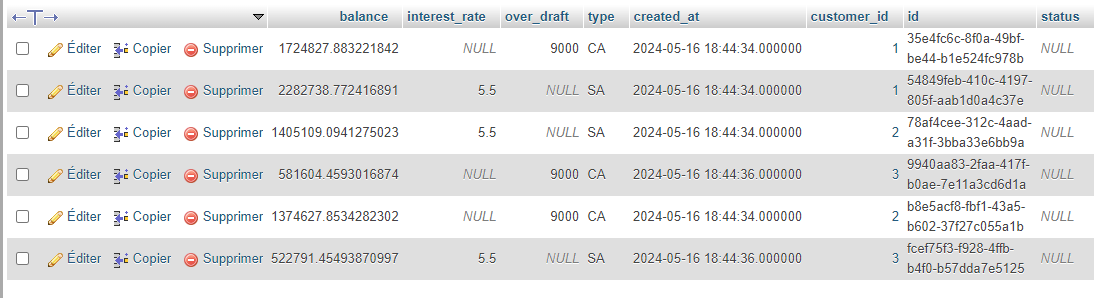 balance interest_rate over_draft type created_at customer_id id status
Éditer Copier Supprimer 1724827.883221842 NULL 9000 CA 2024-05-16 18:44:34.000000 1 35e4fc6c-8f0a-49bf-
be44-b1e524fc978b NULL
Éditer Copier Supprimer 2282738.772416891 5.5 NULL SA 2024-05-16 18:44:34.000000 1 54849feb-410c-4197-
805f-aab1d0a4c37e NULL
Éditer Copier Supprimer 1405109.0941275023 5.5 NULL SA 2024-05-16 18:44:34.000000 2 78af4cee-312c-4aad-
a31f-3bba33e6bb9a NULL
Éditer Copier Supprimer 581604.4593016874 NULL 9000 CA 2024-05-16 18:44:36.000000 3 9940aa83-2faa-417f-
b0ae-7e11a3cd6d1a NULL
Éditer Copier Supprimer 1374627.8534282302 NULL 9000 CA 2024-05-16 18:44:34.000000 2 b8e5acf8-fbf1-43a5-
b602-37f27c055a1b NULL
Éditer Copier Supprimer 522791.45493870997 5.5 NULL SA 2024-05-16 18:44:36.000000 3 fcef75f3-f928-4ffb-
b4f0-b57dda7e5125 NULL